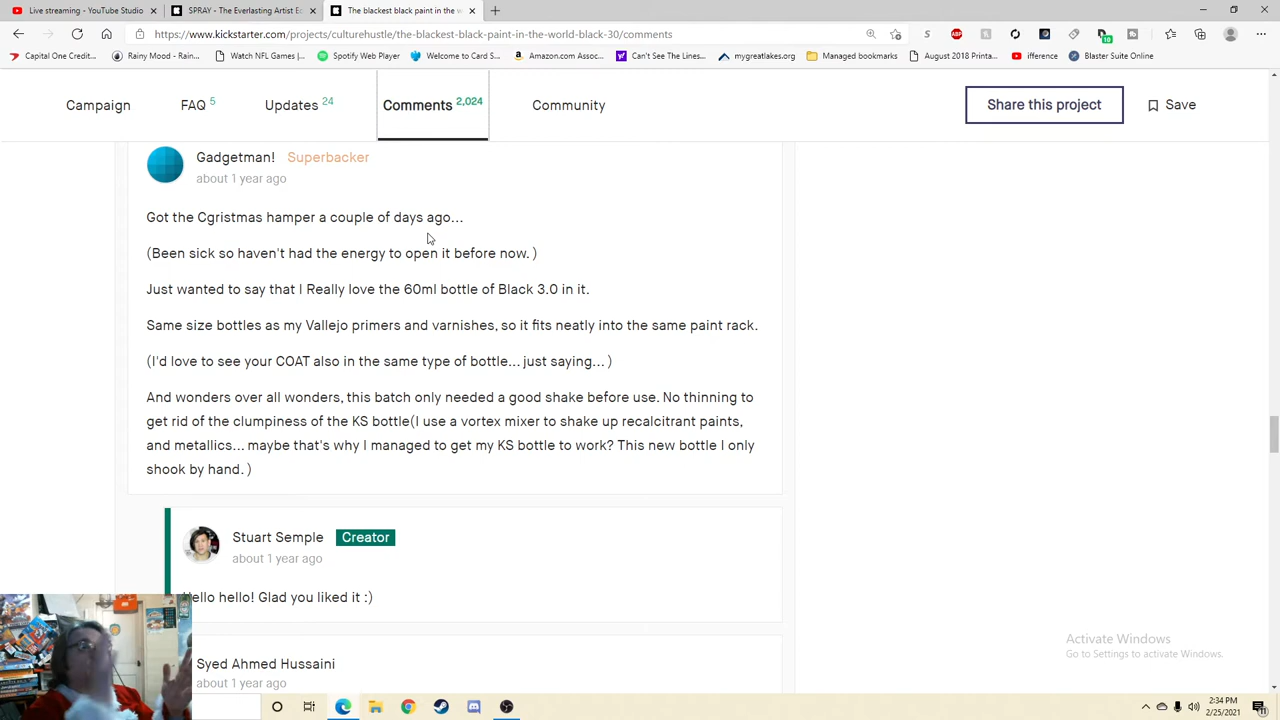 Live streaming - YouTube Studio
SPRAY - The Everlasting Artist Ec
The blackest black paint in the w
https://www.kickstarter.com/projects/culturehustle/the-blackest-black-paint-in-the-world-black-30/comments
Capital One Credit...
Rainy Mood - Rain...
Watch NFL Games |...
Spotify Web Player
Welcome to Card S...
Amazon.com Assoc...
Can't See The Lines...
mygreatlakes.org
Managed bookmarks
August 2018 Printa...
ifference
Blaster Suite Online
Campaign
FAQ 5
Updates 24
Comments 2,024
Community
Share this project
Save
Gadgetman! Superbacker
about 1 year ago
Got the Cgristmas hamper a couple of days ago...
(Been sick so haven't had the energy to open it before now. )
Just wanted to say that I Really love the 60ml bottle of Black 3.0 in it.
Same size bottles as my Vallejo primers and varnishes, so it fits neatly into the same paint rack.
(I'd love to see your COAT also in the same type of bottle... just saying... )
And wonders over all wonders, this batch only needed a good shake before use. No thinning to
get rid of the clumpiness of the KS bottle(I use a vortex mixer to shake up recalcitrant paints,
and metallics... maybe that's why I managed to get my KS bottle to work? This new bottle I only
shook by hand. )
Stuart Semple Creator
about 1 year ago
ello hello! Glad you liked it :)
Syed Ahmed Hussaini
about 1 year ago
Activate Windows
Go to Settings to activate Windows.
2:34 PM
2/25/2021